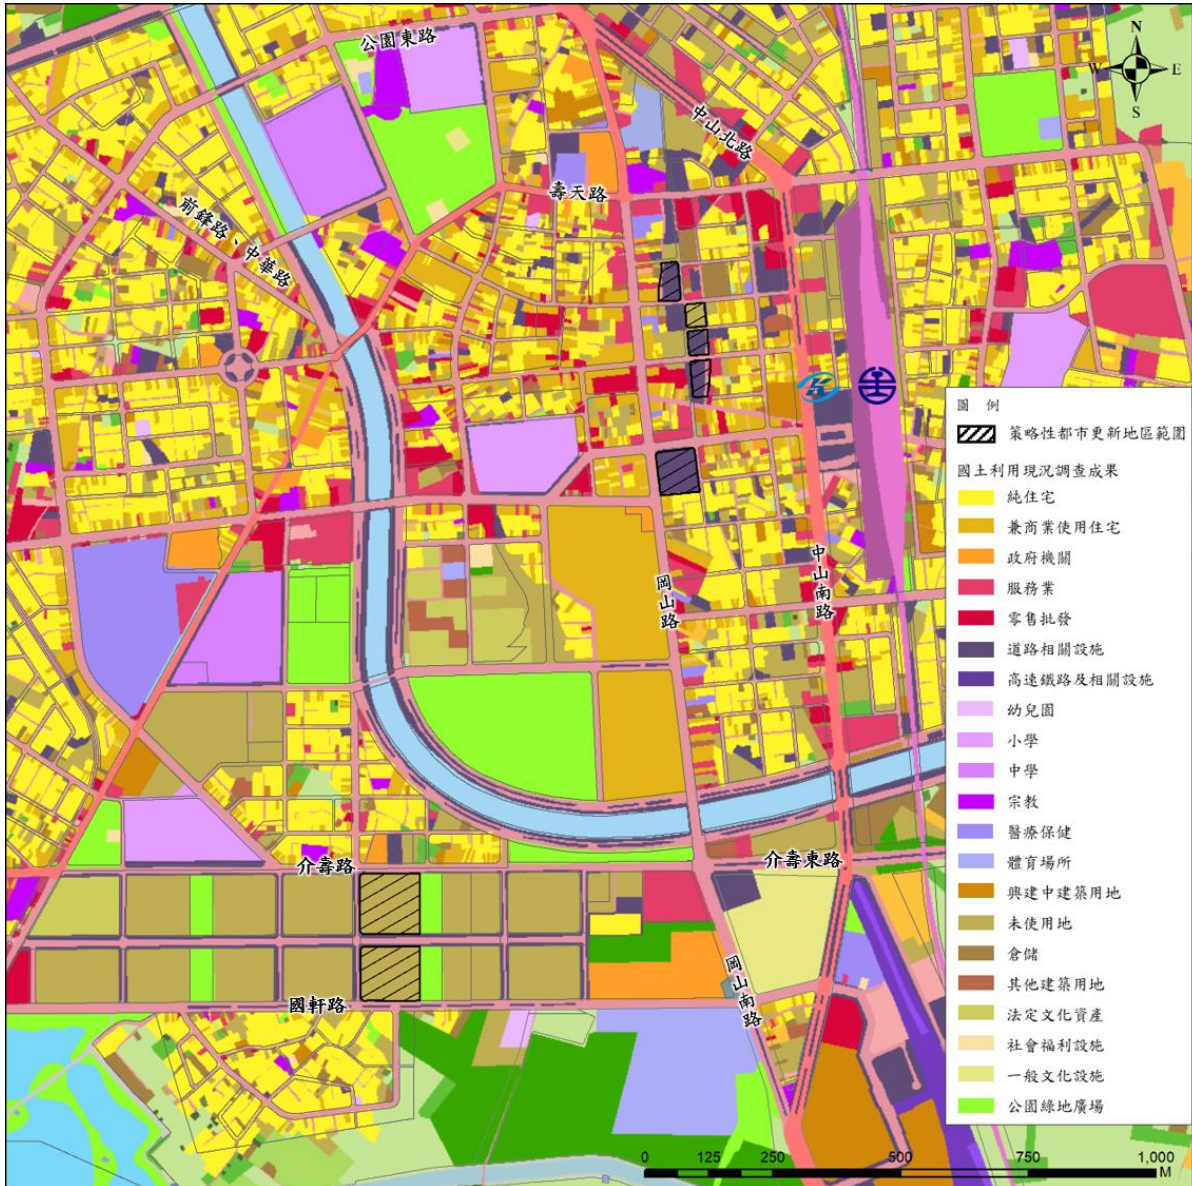 公園東路
N
W
E
S
中山北路
壽天路
前鋒路、中華路
K
圖 例
策略性都市更新地區範圍
國土利用現況調查成果
純住宅
兼商業使用住宅
政府機關
服務業
零售批發
道路相關設施
高速鐵路及相關設施
幼兒園
小學
中學
宗教
醫療保健
體育場所
興建中建築用地
未使用地
倉儲
其他建築用地
法定文化資產
社會福利設施
一般文化設施
公園綠地廣場
中山南路
岡山路
介壽路
介壽東路
岡山南路
國軒路
0 125 250 500 750 1,000
M